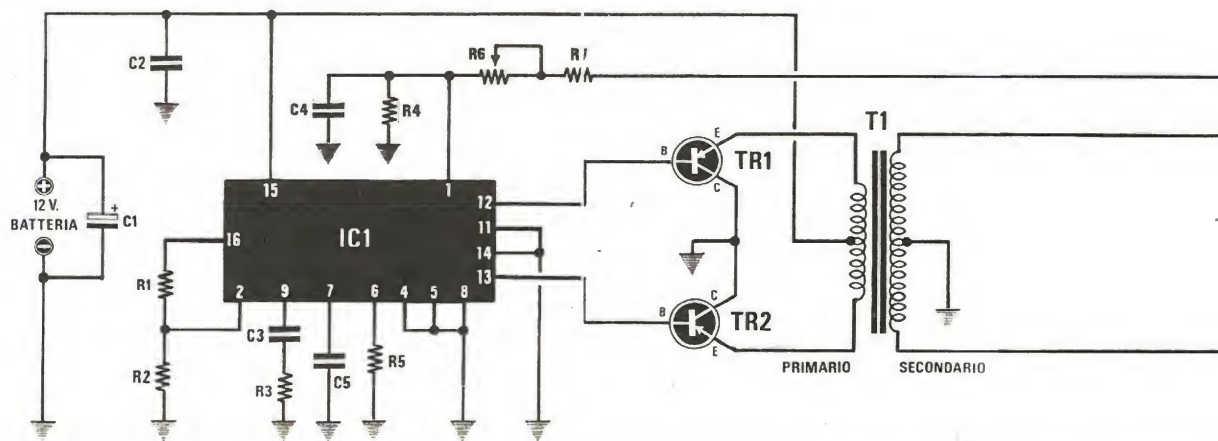 C2
R6
R7
C4
R4
T1
E
B
TR1
C
12 V.
BATTERIA
+
C1
15
1
12
16
IC1
11
14
13
R1
2
9
7
6
4
5
8
C
B
TR2
E
C3
R2
R3
C5
R5
PRIMARIO
SECONDARIO